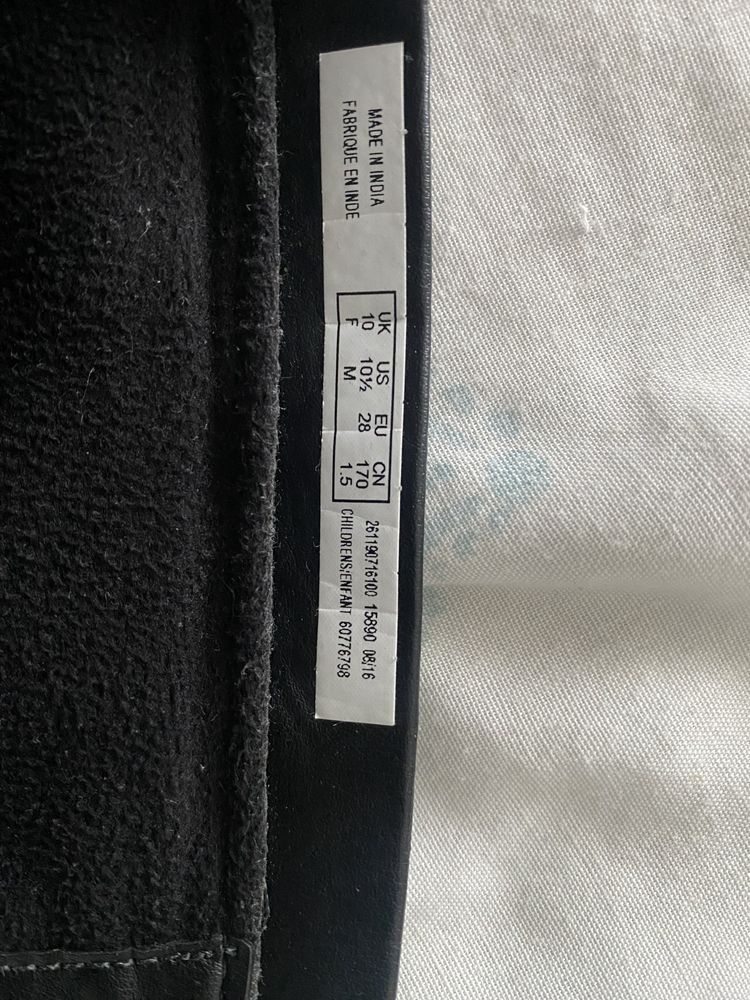 MADE IN INDIA
FABRIQUE EN INDE
UK US EU CN
10 10½ 28 170
F M 1.5
261190716100 15890 08/16
CHILDRENS/ENFANT 60776798